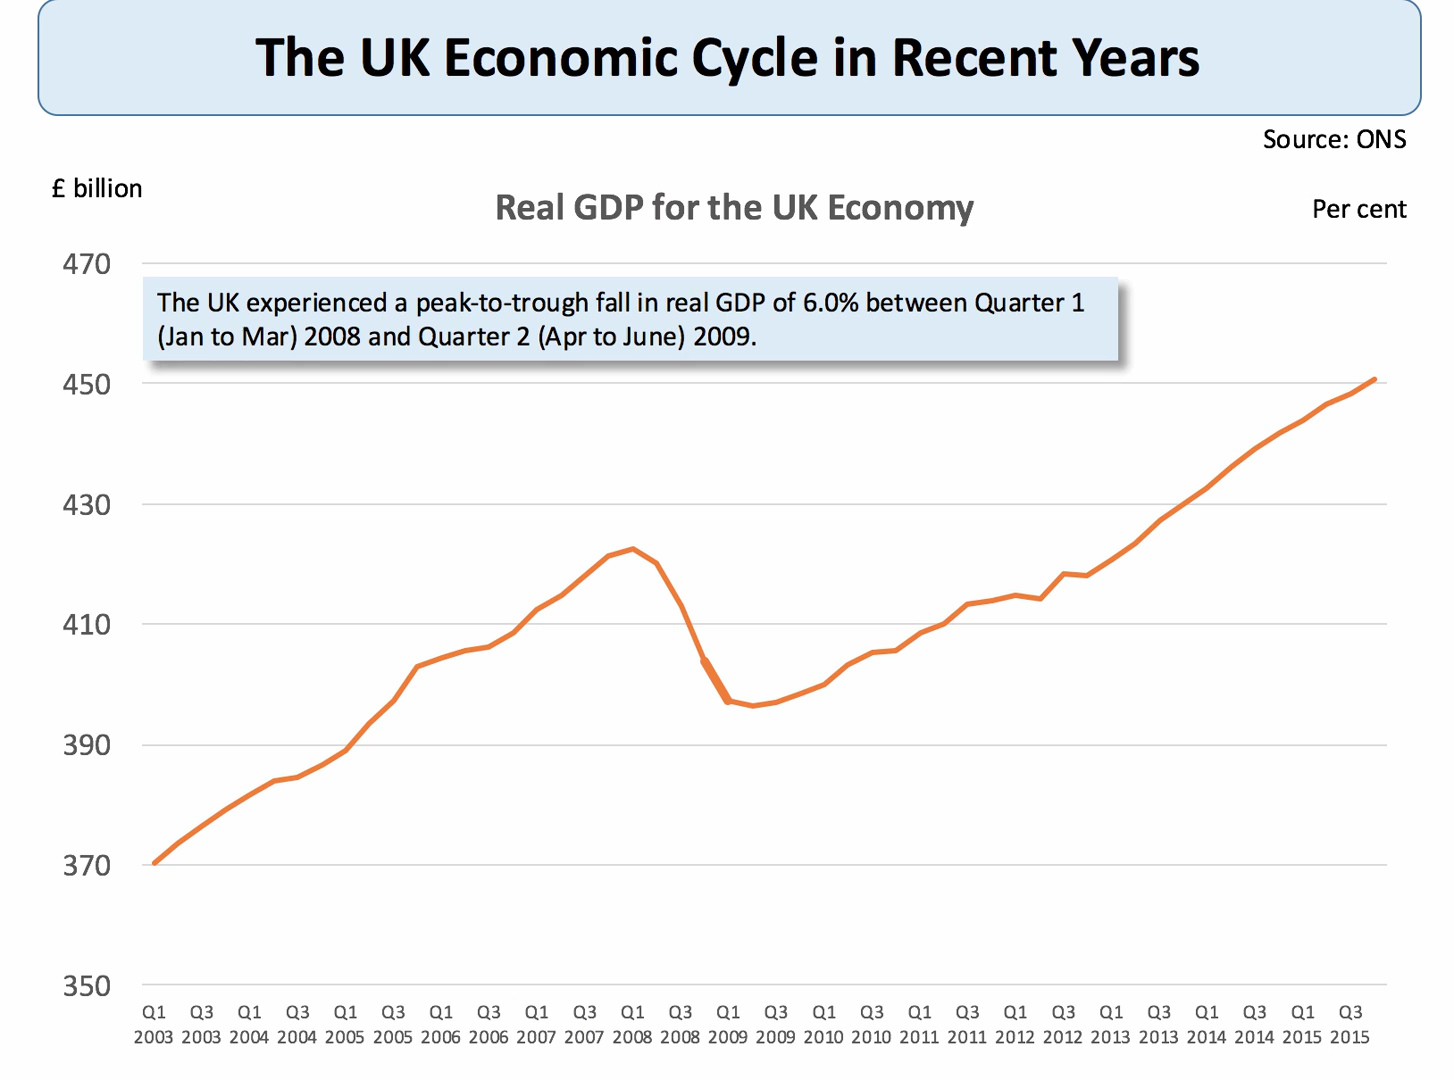 The UK Economic Cycle in Recent Years
Source: ONS
£ billion
Real GDP for the UK Economy
Per cent
470
The UK experienced a peak-to-trough fall in real GDP of 6.0% between Quarter 1
(Jan to Mar) 2008 and Quarter 2 (Apr to June) 2009.
450
430
410
390
370
350
Q1 Q3 Q1 Q3 Q1 Q3 Q1 Q3 Q1 Q3 Q1 Q3 Q1 Q3 Q1 Q3 Q1 Q3 Q1 Q3 Q1 Q3 Q1 Q3 Q1 Q3
2003 2003 2004 2004 2005 2005 2006 2006 2007 2007 2008 2008 2009 2009 2010 2010 2011 2011 2012 2012 2013 2013 2014 2014 2015 2015